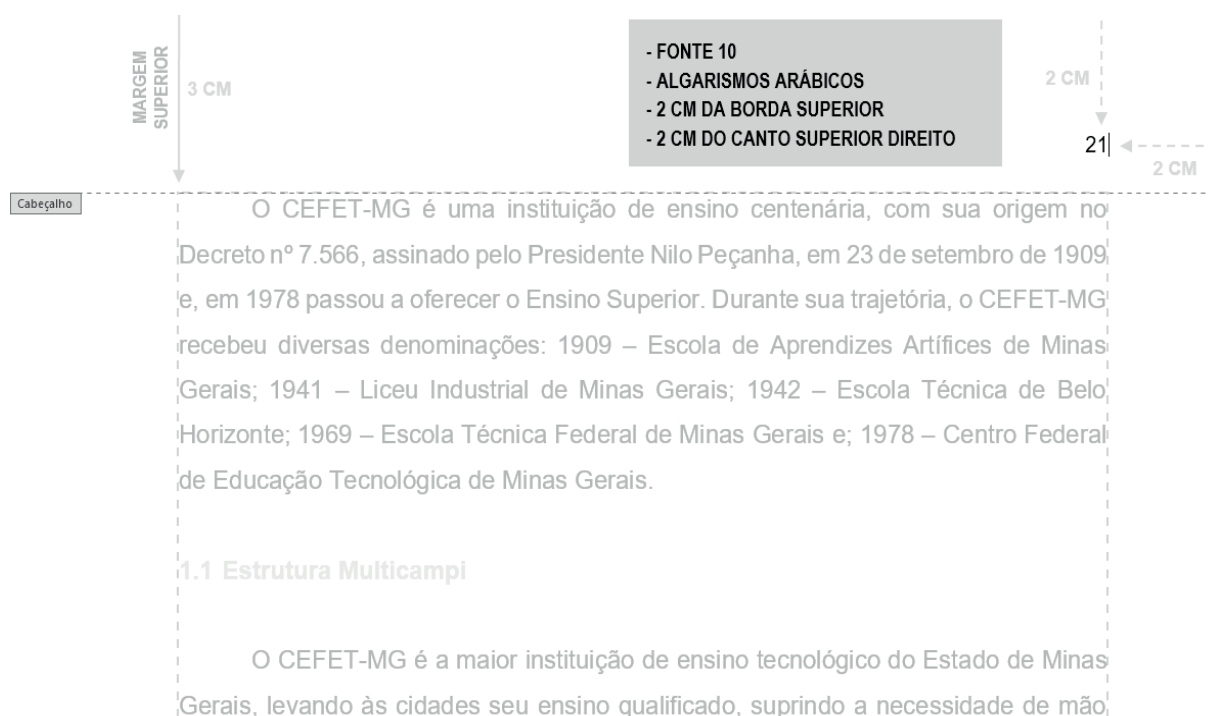 MARGEM
SUPERIOR
3 CM
- FONTE 10
- ALGARISMOS ARÁBICOS
- 2 CM DA BORDA SUPERIOR
- 2 CM DO CANTO SUPERIOR DIREITO
2 CM
21
2 CM
Cabeçalho
O CEFET-MG é uma instituição de ensino centenária, com sua origem no
Decreto nº 7.566, assinado pelo Presidente Nilo Peçanha, em 23 de setembro de 1909
e, em 1978 passou a oferecer o Ensino Superior. Durante sua trajetória, o CEFET-MG
recebeu diversas denominações: 1909 – Escola de Aprendizes Artífices de Minas
Gerais; 1941 – Liceu Industrial de Minas Gerais; 1942 – Escola Técnica de Belo
Horizonte; 1969 – Escola Técnica Federal de Minas Gerais e; 1978 – Centro Federal
de Educação Tecnológica de Minas Gerais.
1.1 Estrutura Multicampi
O CEFET-MG é a maior instituição de ensino tecnológico do Estado de Minas
Gerais, levando às cidades seu ensino qualificado, suprindo a necessidade de mão